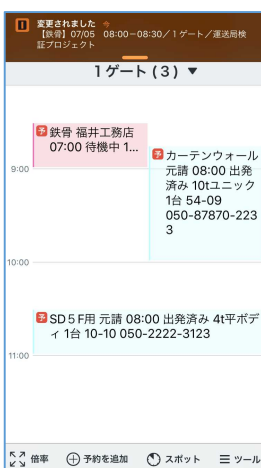 変更されました 今
【鉄骨】07/05 08:00-08:30/1ゲート/運送局検
証プロジェクト
1ゲート(3) ▼
予 鉄骨 福井工務店
07:00 待機中 1...
予 カーテンウォール
元請 08:00 出発
済み 10tユニック
1台 54-09
050-87870-223
3
9:00
10:00
予 SD5F用 元請 08:00 出発済み 4t平ボデ
ィ 1台 10-10 050-2222-3123
11:00
倍率 予約を追加 スポット ツール